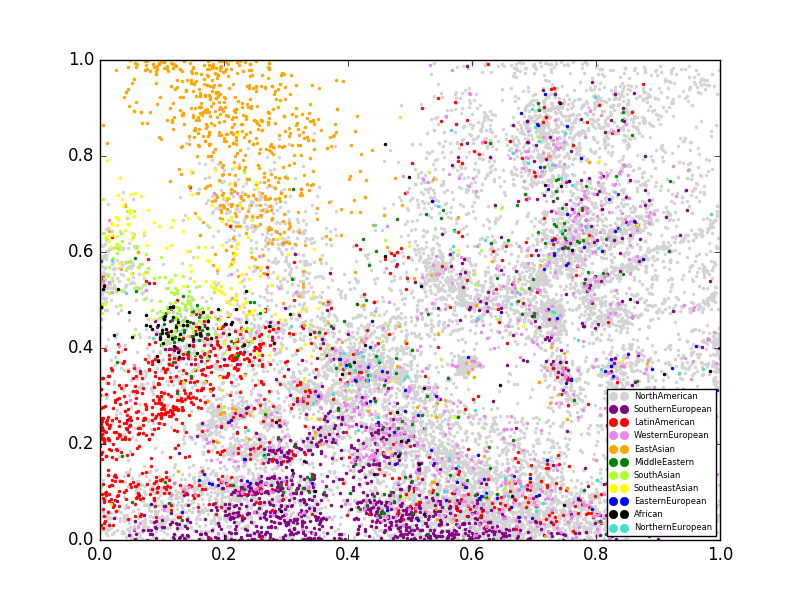 1.0
0.8
0.6
0.4
0.2
0.0
0.0 0.2 0.4 0.6 0.8 1.0
NorthAmerican
SouthernEuropean
LatinAmerican
WesternEuropean
EastAsian
MiddleEastern
SouthAsian
SoutheastAsian
EasternEuropean
African
NorthernEuropean